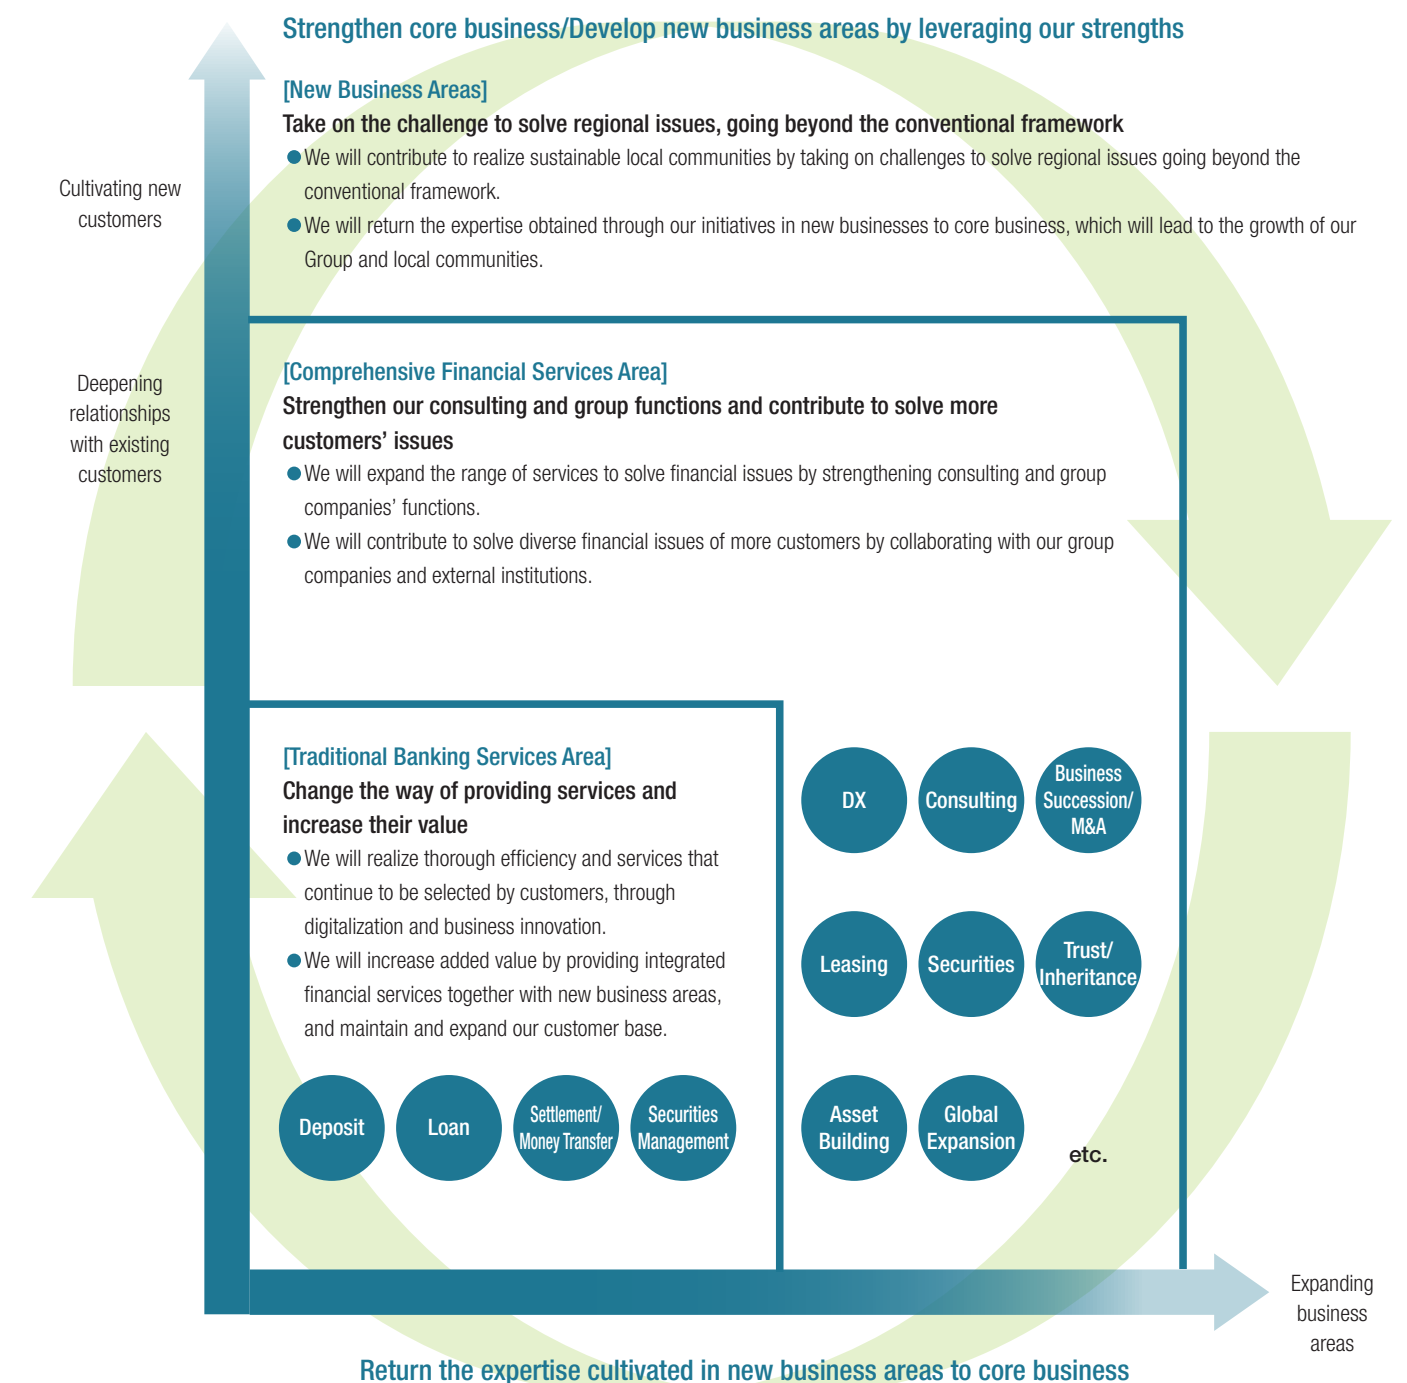 Strengthen core business/Develop new business areas by leveraging our strengths
[New Business Areas]
Take on the challenge to solve regional issues, going beyond the conventional framework
●We will contribute to realize sustainable local communities by taking on challenges to solve regional issues going beyond the
conventional framework.
●We will return the expertise obtained through our initiatives in new businesses to core business, which will lead to the growth of our
Group and local communities.
Cultivating new
customers
Deepening
relationships
with existing
customers
[Comprehensive Financial Services Area]
Strengthen our consulting and group functions and contribute to solve more
customers’ issues
●We will expand the range of services to solve financial issues by strengthening consulting and group
companies’ functions.
●We will contribute to solve diverse financial issues of more customers by collaborating with our group
companies and external institutions.
[Traditional Banking Services Area]
Change the way of providing services and
increase their value
●We will realize thorough efficiency and services that
continue to be selected by customers, through
digitalization and business innovation.
●We will increase added value by providing integrated
financial services together with new business areas,
and maintain and expand our customer base.
Deposit
Loan
Settlement/
Money Transfer
Securities
Management
DX
Consulting
Business
Succession/
M&A
Leasing
Securities
Trust/
Inheritance
Asset
Building
Global
Expansion
etc.
Expanding
business
areas
Return the expertise cultivated in new business areas to core business